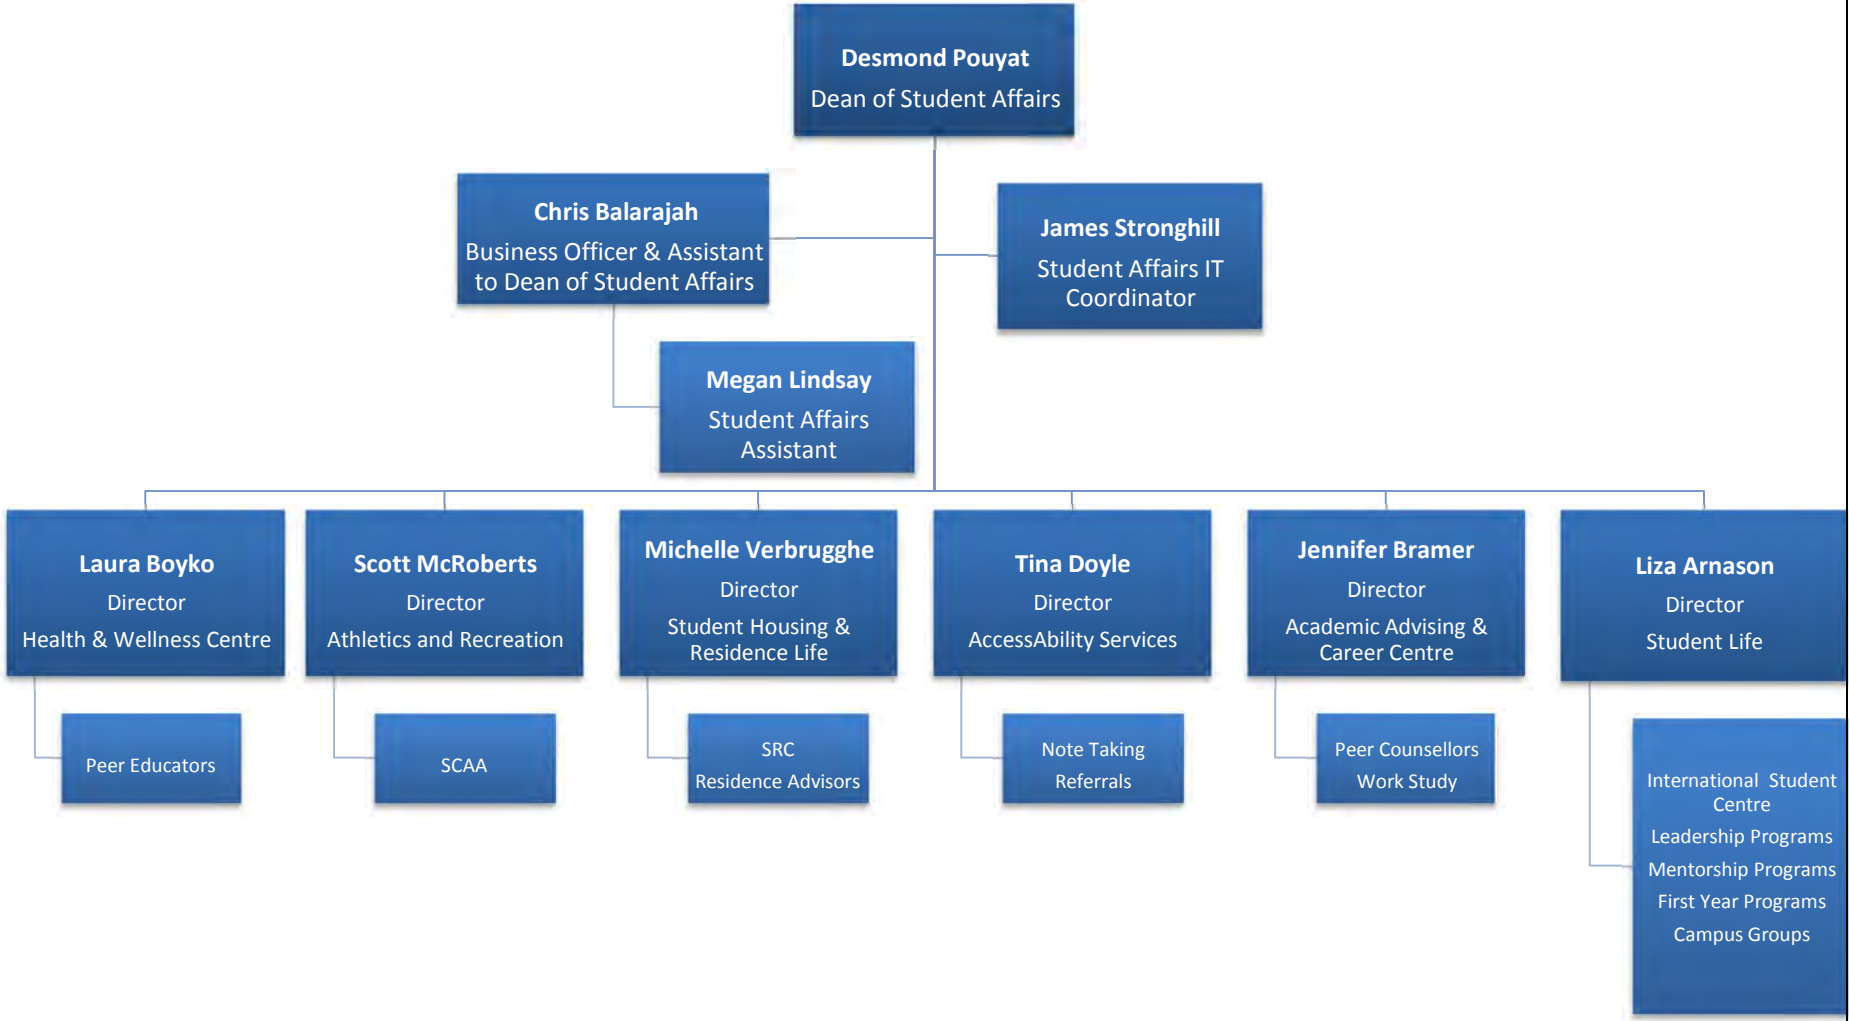 Desmond Pouyat
Dean of Student Affairs
Chris Balarajah
Business Officer & Assistant
to Dean of Student Affairs
James Stronghill
Student Affairs IT
Coordinator
Megan Lindsay
Student Affairs
Assistant
Laura Boyko
Director
Health & Wellness Centre
Scott McRoberts
Director
Athletics and Recreation
Michelle Verbrugghe
Director
Student Housing &
Residence Life
Tina Doyle
Director
AccessAbility Services
Jennifer Bramer
Director
Academic Advising &
Career Centre
Liza Arnason
Director
Student Life
Peer Educators
SCAA
SRC
Residence Advisors
Note Taking
Referrals
Peer Counsellors
Work Study
International Student
Centre
Leadership Programs
Mentorship Programs
First Year Programs
Campus Groups